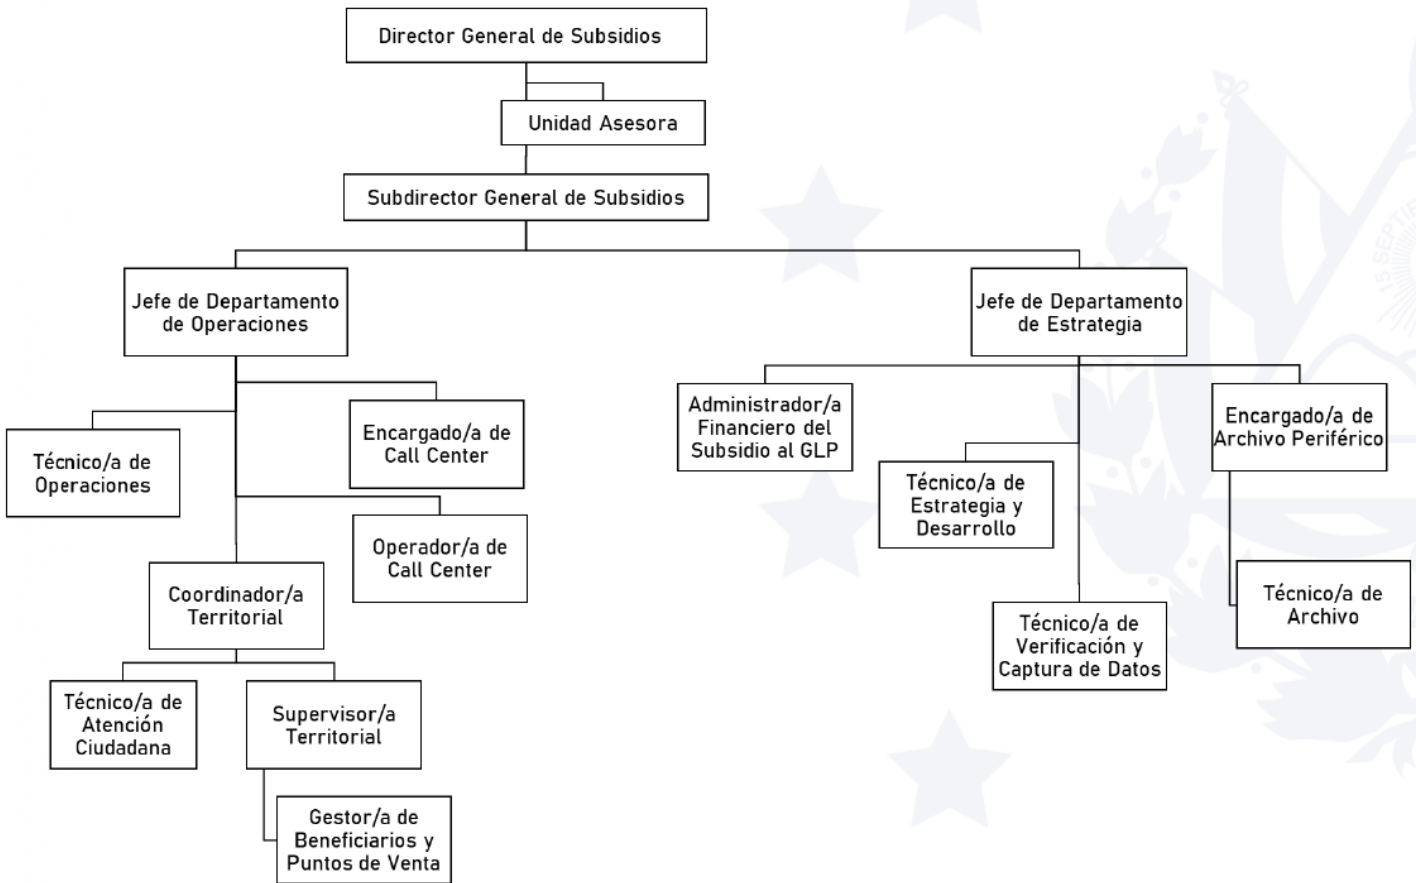 Director General de Subsidios
Unidad Asesora
Subdirector General de Subsidios
Jefe de Departamento
de Operaciones
Jefe de Departamento
de Estrategia
Técnico/a de
Operaciones
Encargado/a de
Call Center
Operador/a de
Call Center
Coordinador/a
Territorial
Técnico/a de
Atención
Ciudadana
Supervisor/a
Territorial
Gestor/a de
Beneficiarios y
Puntos de Venta
Administrador/a
Financiero del
Subsidio al GLP
Técnico/a de
Estrategia y
Desarrollo
Técnico/a de
Verificación y
Captura de Datos
Encargado/a de
Archivo Periférico
Técnico/a de
Archivo
15 SEPTIE